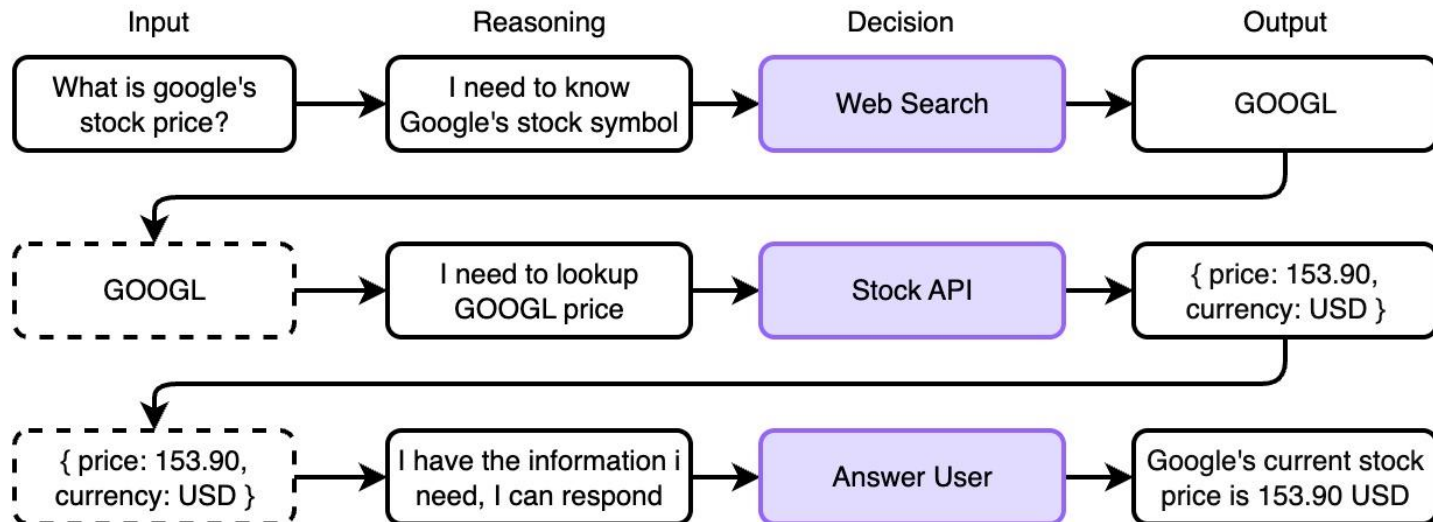 Input
Reasoning
Decision
Output
What is google's
stock price?
I need to know
Google's stock symbol
Web Search
GOOGL
GOOGL
I need to lookup
GOOGL price
Stock API
{ price: 153.90,
currency: USD }
{ price: 153.90,
currency: USD }
I have the information i
need, I can respond
Answer User
Google's current stock
price is 153.90 USD